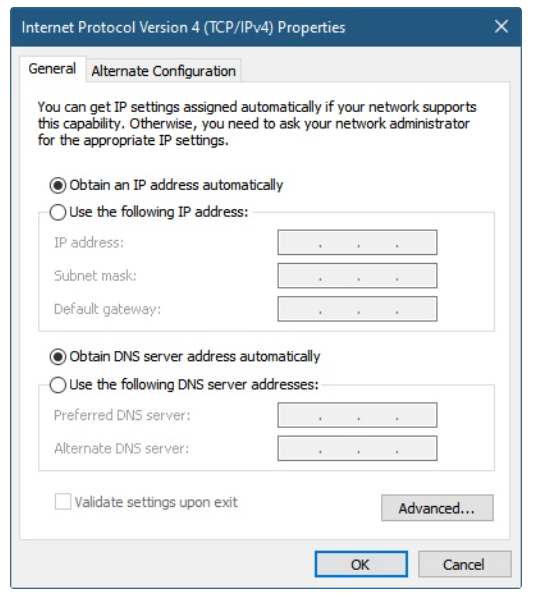 Internet Protocol Version 4 (TCP/IPv4) Properties
General
Alternate Configuration
You can get IP settings assigned automatically if your network supports
this capability. Otherwise, you need to ask your network administrator
for the appropriate IP settings.
Obtain an IP address automatically
Use the following IP address:
IP address:
Subnet mask:
Default gateway:
Obtain DNS server address automatically
Use the following DNS server addresses:
Preferred DNS server:
Alternate DNS server:
Validate settings upon exit
Advanced...
OK
Cancel